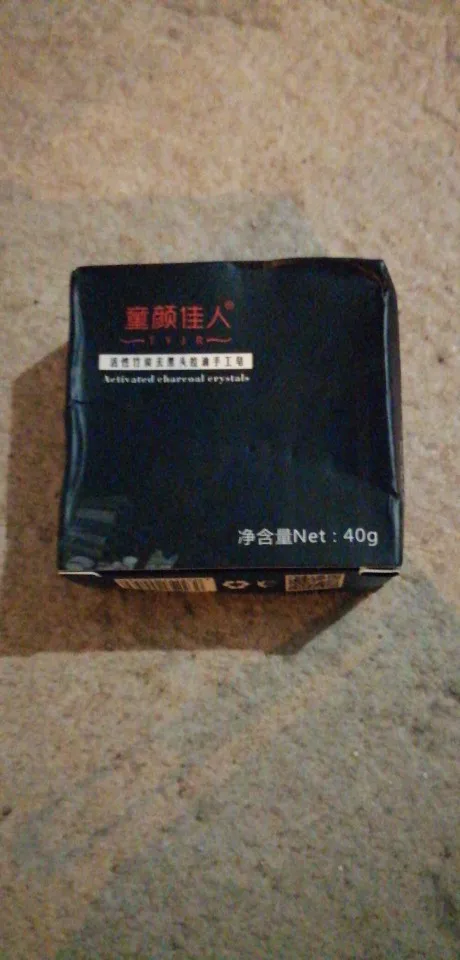 童颜佳人®
TYJR
活性竹炭去黑头控油手工皂
Activated charcoal crystals
净含量Net : 40g